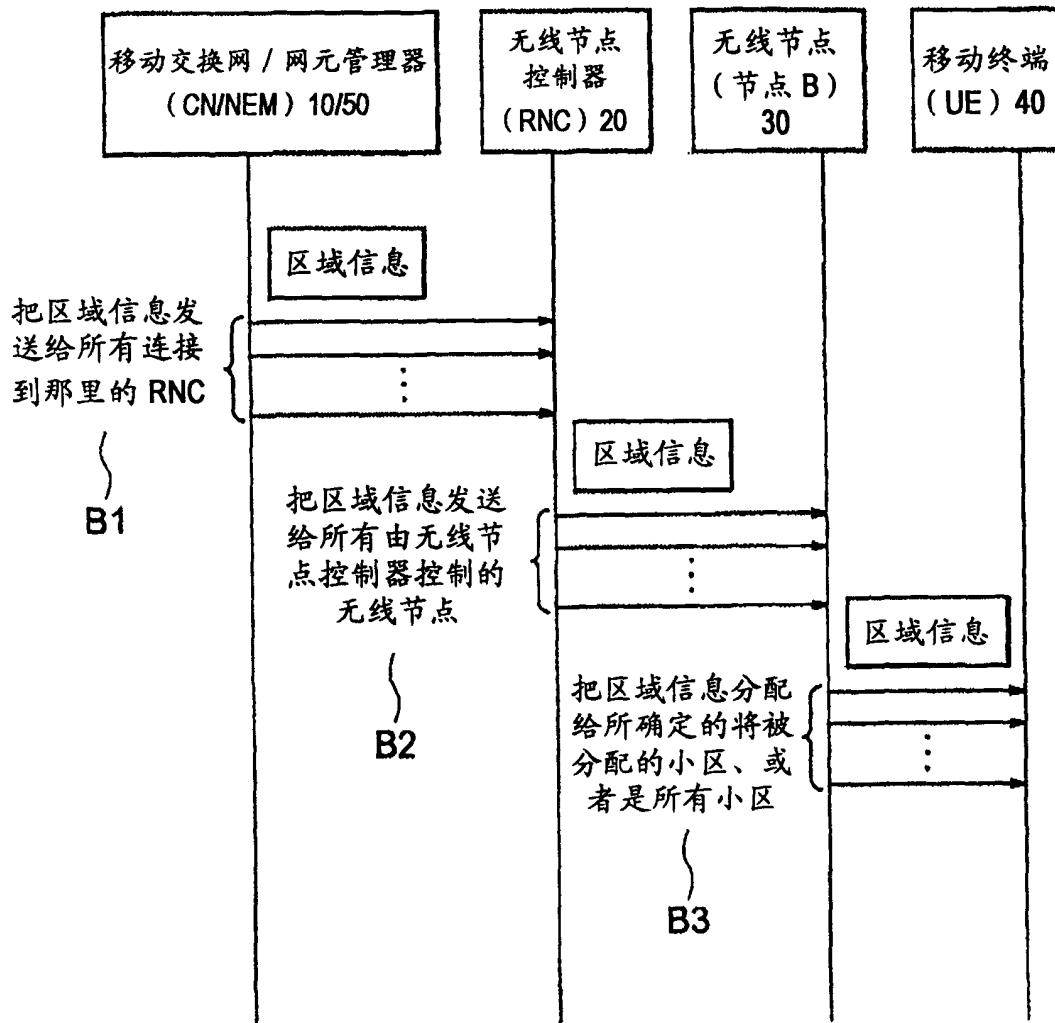 移动交换网 / 网元管理器
(CN/NEM) 10/50
无线节点
控制器
(RNC) 20
无线节点
(节点 B)
30
移动终端
(UE) 40
区域信息
把区域信息发
送给所有连接
到那里的 RNC
B1
区域信息
把区域信息发送
给所有由无线节
点控制器控制的
无线节点
B2
区域信息
把区域信息分配
给所确定的将被
分配的小区、或
者是所有小区
B3